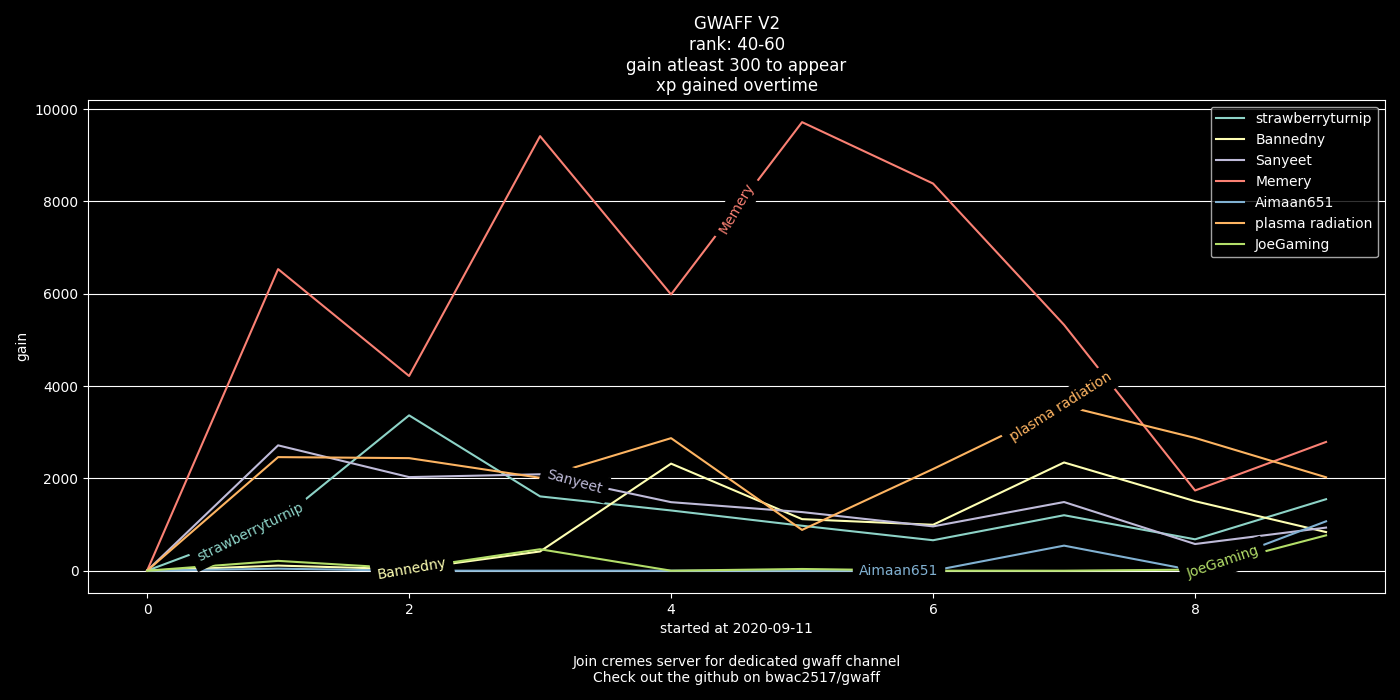 GWAFF V2
rank: 40-60
gain atleast 300 to appear
xp gained overtime
10000
8000
6000
4000
2000
0
gain
strawberryturnip
Bannedny
Sanyeet
Memery
Aimaan651
plasma radiation
JoeGaming
Memery
plasma radiation
Sanyeet
strawberryturnip
Bannedny
Aimaan651
JoeGaming
0 2 4 6 8
started at 2020-09-11
Join cremes server for dedicated gwaff channel
Check out the github on bwac2517/gwaff